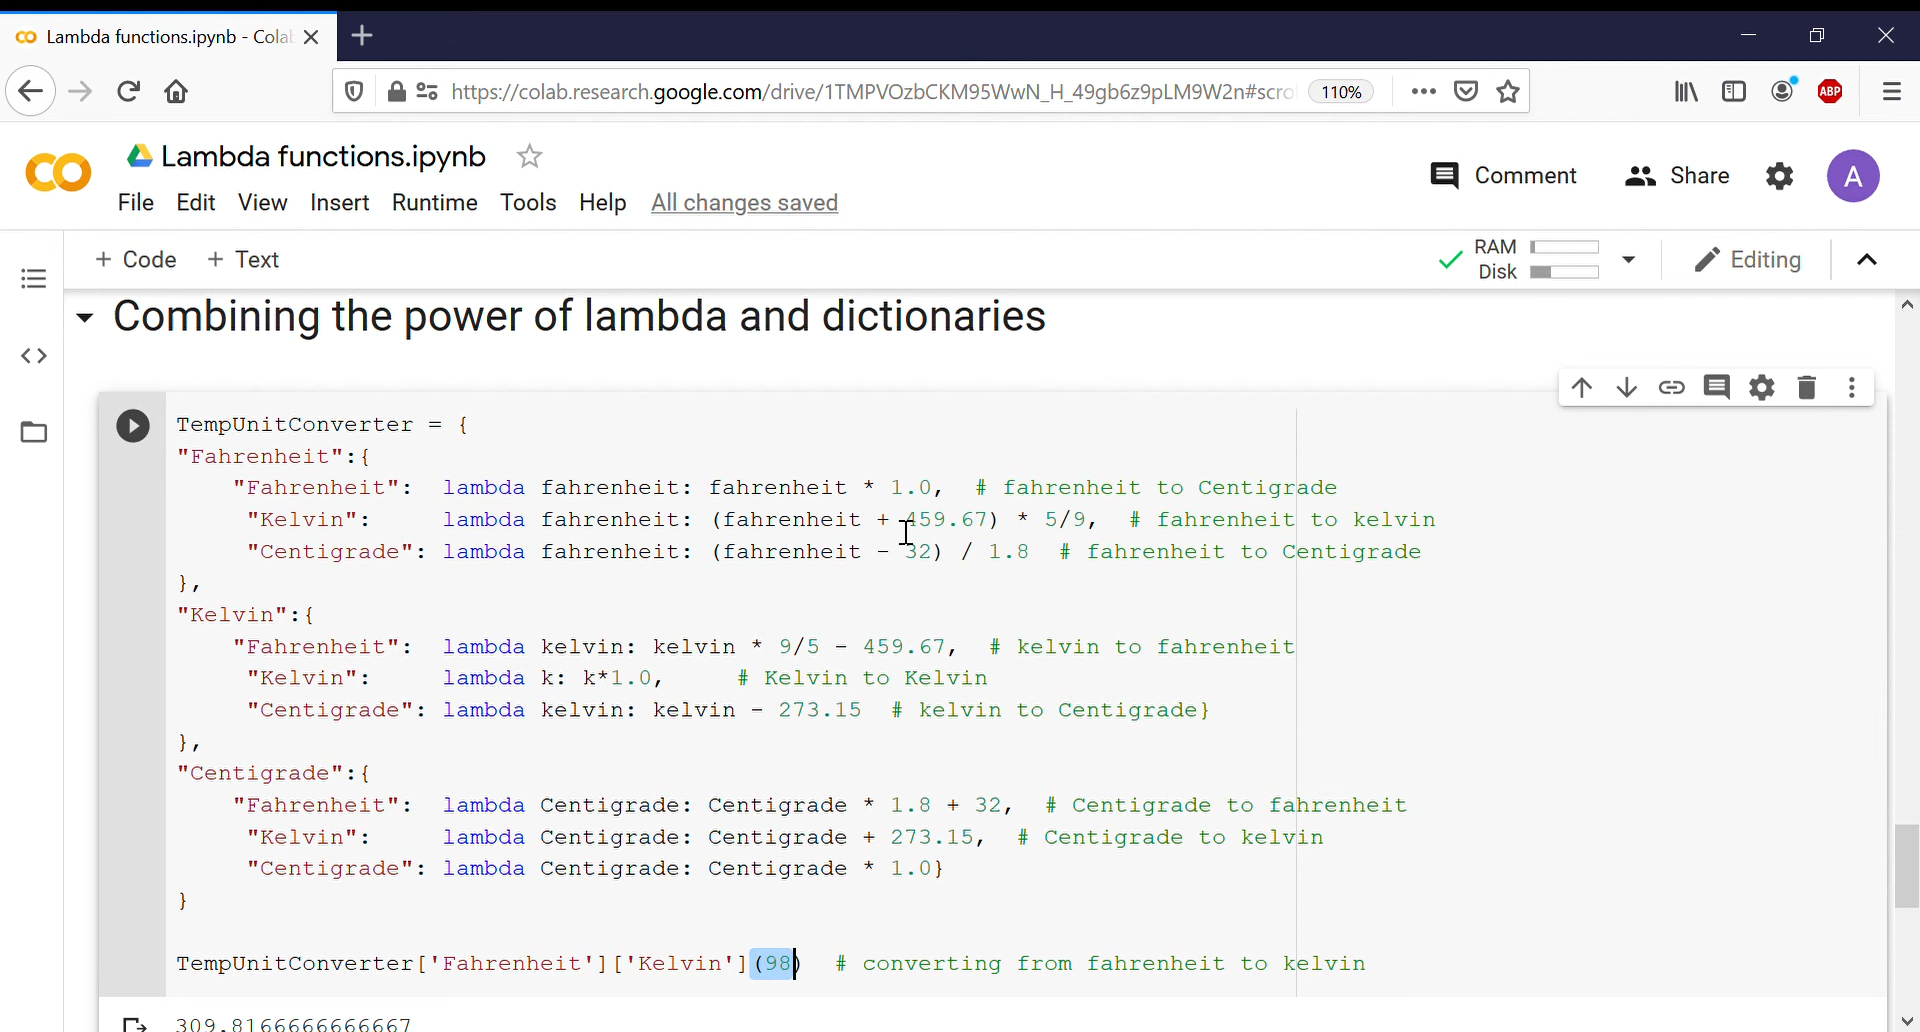 Lambda functions.ipynb - Cola
https://colab.research.google.com/drive/1TMPVOzbCKM95WwN_H_49gb6z9pLM9W2n#scro 110% ABP
Lambda functions.ipynb
Comment Share A
File Edit View Insert Runtime Tools Help All changes saved
+ Code + Text RAM Disk Editing
Combining the power of lambda and dictionaries
TempUnitConverter = {
"Fahrenheit":{
"Fahrenheit": lambda fahrenheit: fahrenheit * 1.0, # fahrenheit to Centigrade
"Kelvin": lambda fahrenheit: (fahrenheit + 459.67) * 5/9, # fahrenheit to kelvin
"Centigrade": lambda fahrenheit: (fahrenheit - 32) / 1.8 # fahrenheit to Centigrade
},
"Kelvin":{
"Fahrenheit": lambda kelvin: kelvin * 9/5 - 459.67, # kelvin to fahrenheit
"Kelvin": lambda k: k*1.0, # Kelvin to Kelvin
"Centigrade": lambda kelvin: kelvin - 273.15 # kelvin to Centigrade}
},
"Centigrade":{
"Fahrenheit": lambda Centigrade: Centigrade * 1.8 + 32, # Centigrade to fahrenheit
"Kelvin": lambda Centigrade: Centigrade + 273.15, # Centigrade to kelvin
"Centigrade": lambda Centigrade: Centigrade * 1.0}
}
TempUnitConverter['Fahrenheit']['Kelvin'](98) # converting from fahrenheit to kelvin
309.8166666666667